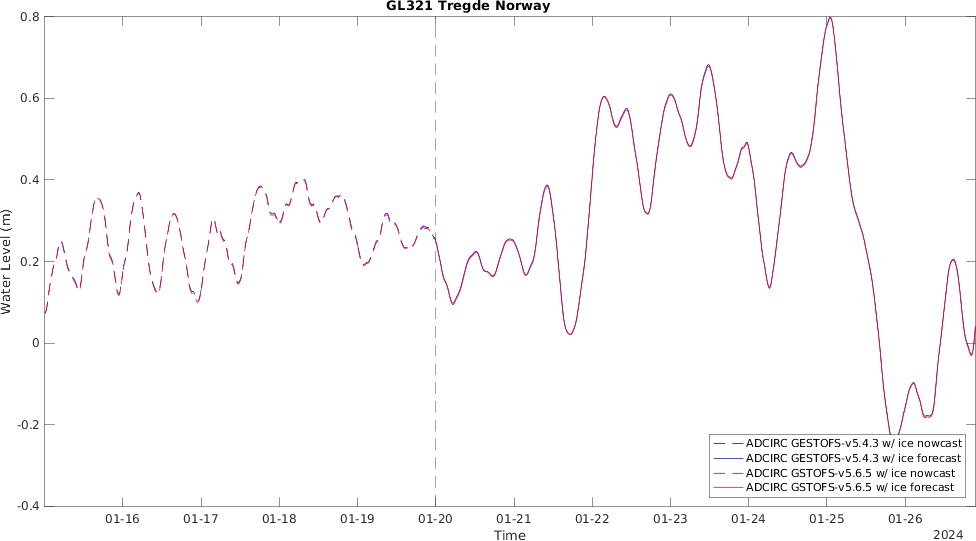 GL321 Tregde Norway
0.8
0.6
0.4
0.2
0
-0.2
-0.4
Water Level (m)
ADCIRC GESTOFS-v5.4.3 w/ ice nowcast
ADCIRC GESTOFS-v5.4.3 w/ ice forecast
ADCIRC GSTOFS-v5.6.5 w/ ice nowcast
ADCIRC GSTOFS-v5.6.5 w/ ice forecast
01-16 01-17 01-18 01-19 01-20 01-21 01-22 01-23 01-24 01-25 01-26
Time
2024